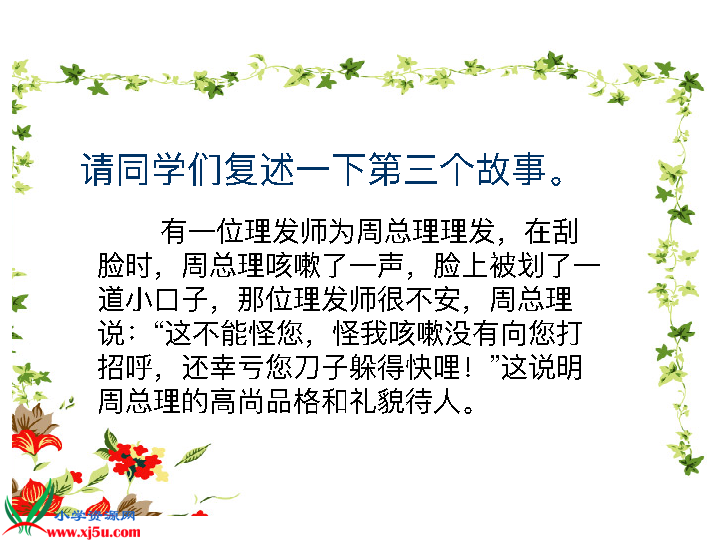 请同学们复述一下第三个故事。
有一位理发师为周总理理发，在刮
脸时，周总理咳嗽了一声，脸上被划了一
道小口子，那位理发师很不安，周总理
说：“这不能怪您，怪我咳嗽没有向您打
招呼，还幸亏您刀子躲得快哩！”这说明
周总理的高尚品格和礼貌待人。
小学资源网
www.xj5u.com